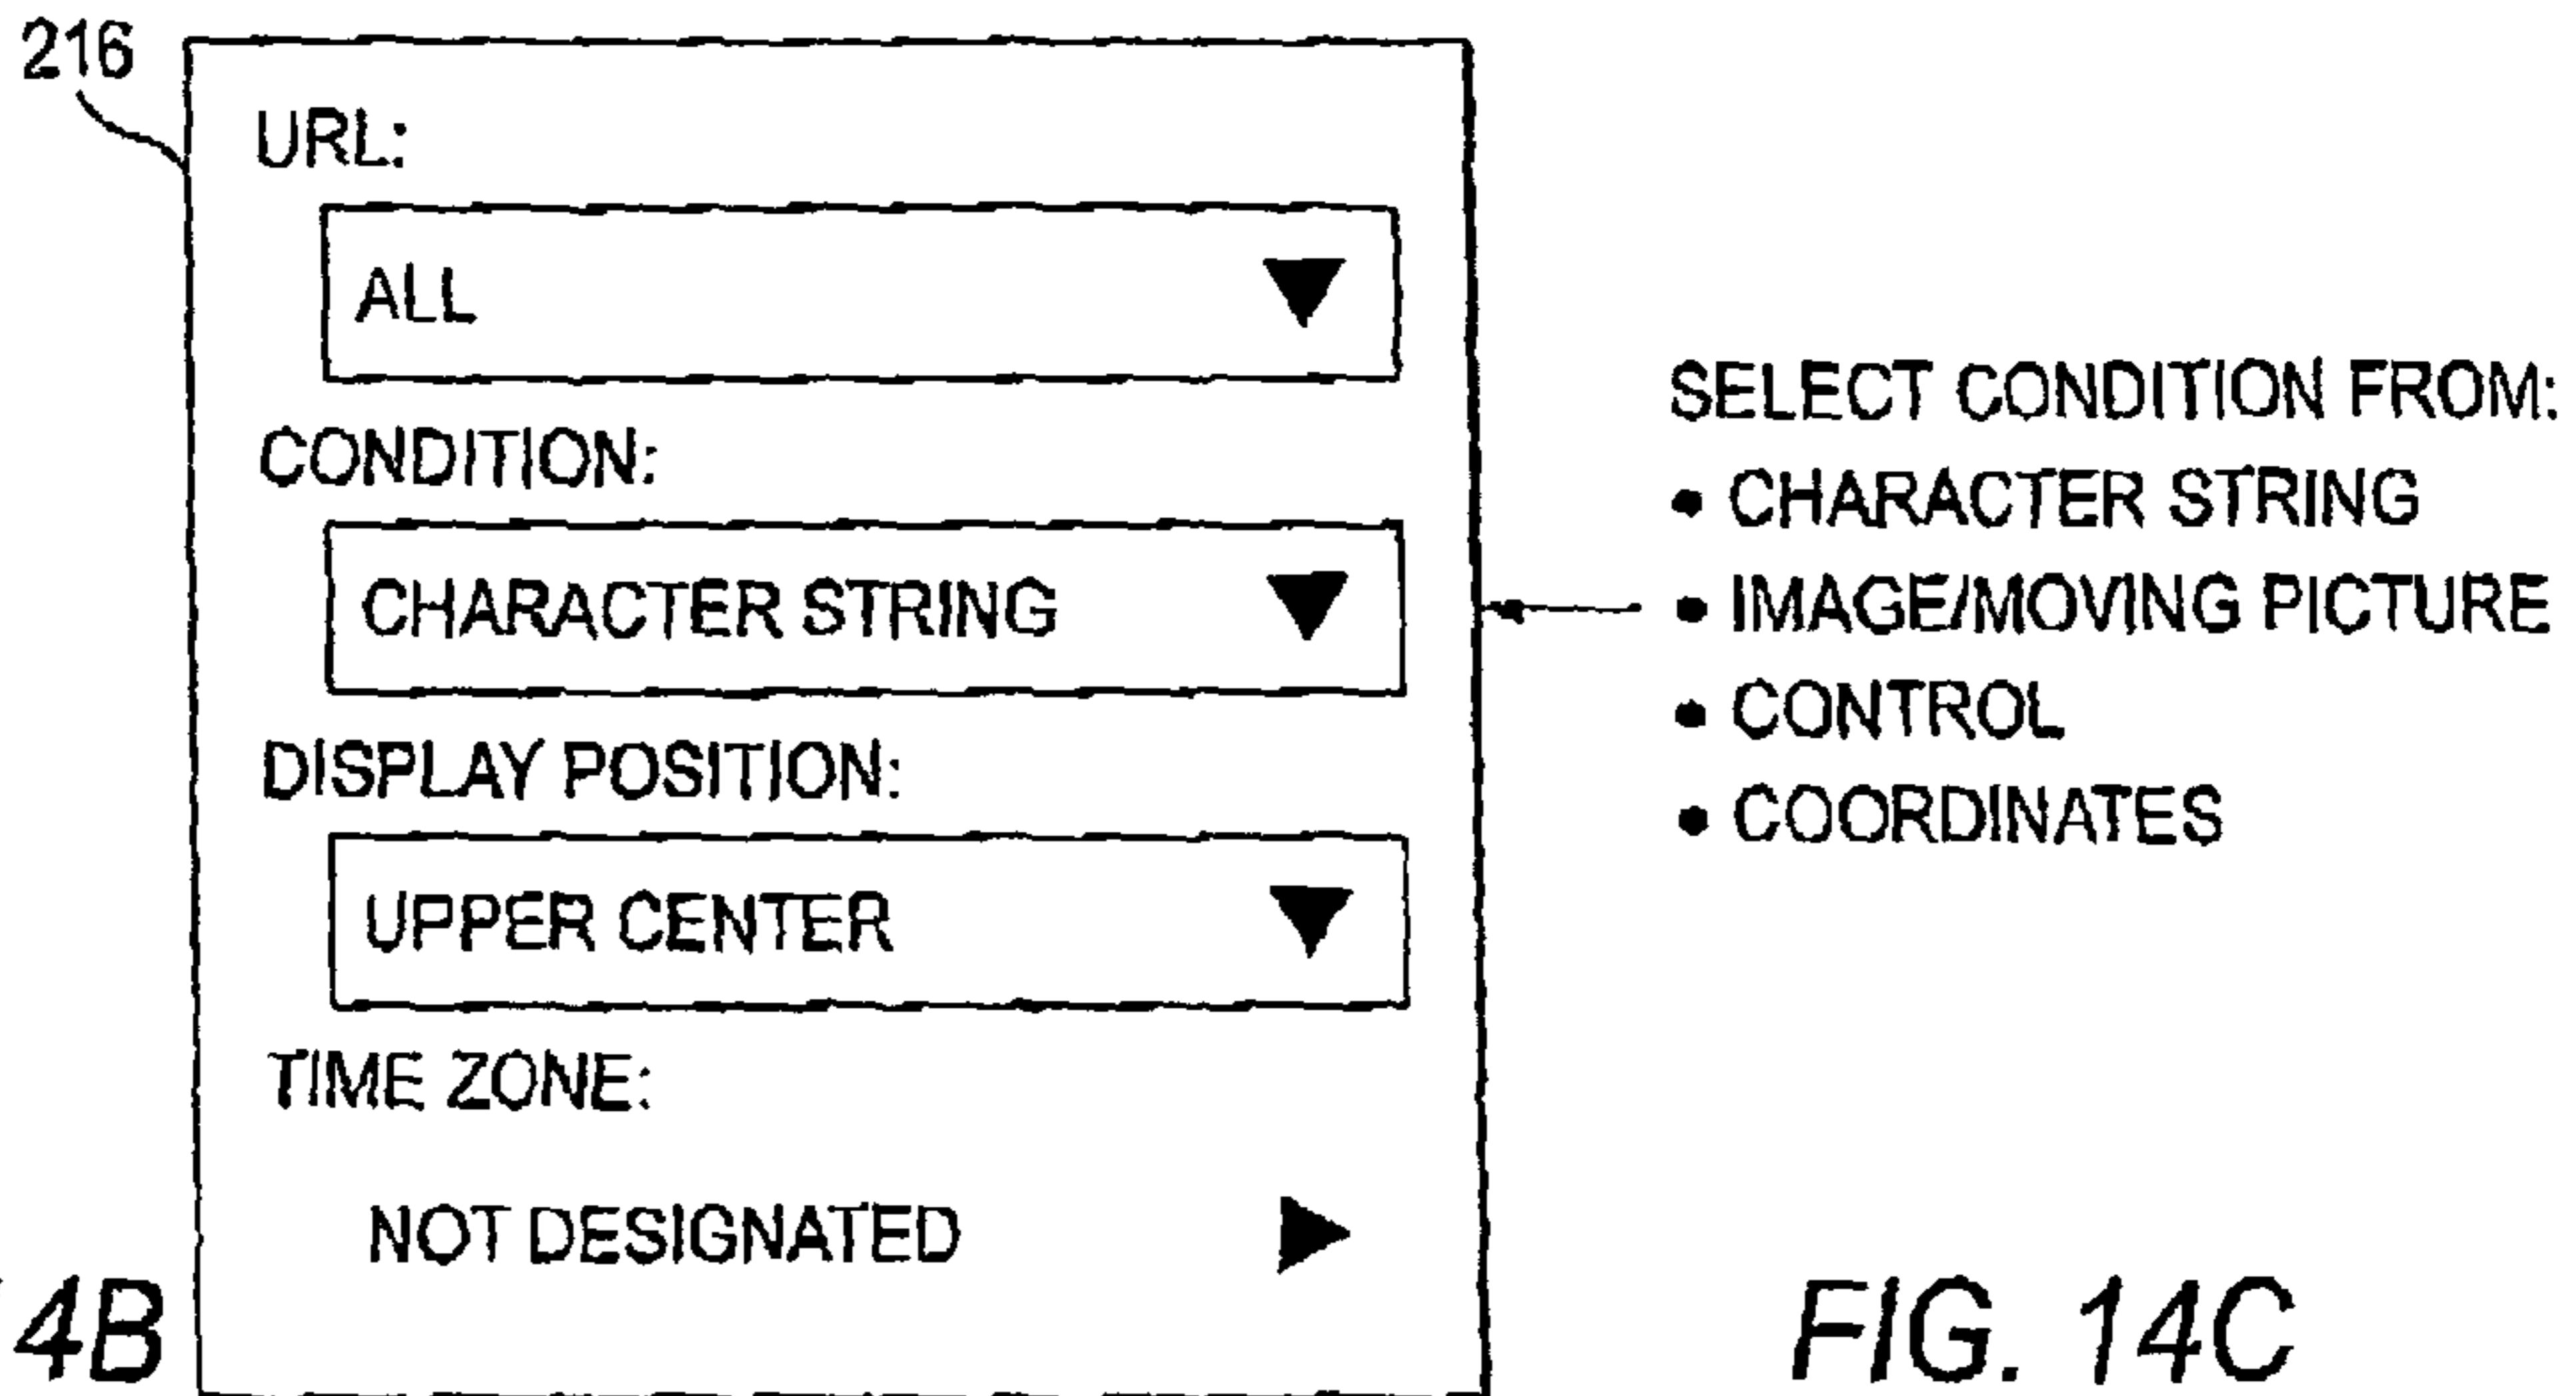 216
URL:
ALL
CONDITION:
CHARACTER STRING
DISPLAY POSITION:
UPPER CENTER
TIME ZONE:
NOT DESIGNATED
SELECT CONDITION FROM:
• CHARACTER STRING
• IMAGE/MOVING PICTURE
• CONTROL
• COORDINATES
4B
FIG. 14C